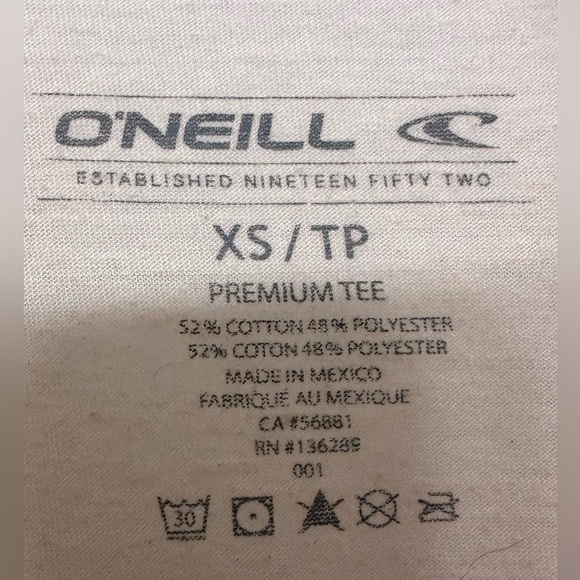 O'NEILL
ESTABLISHED NINETEEN FIFTY TWO
XS / TP
PREMIUM TEE
52% COTTON 48% POLYESTER
52% COTON 48% POLYESTER
MADE IN MEXICO
FABRIQUÉ AU MEXIQUE
CA #56881
RN #136289
001
30